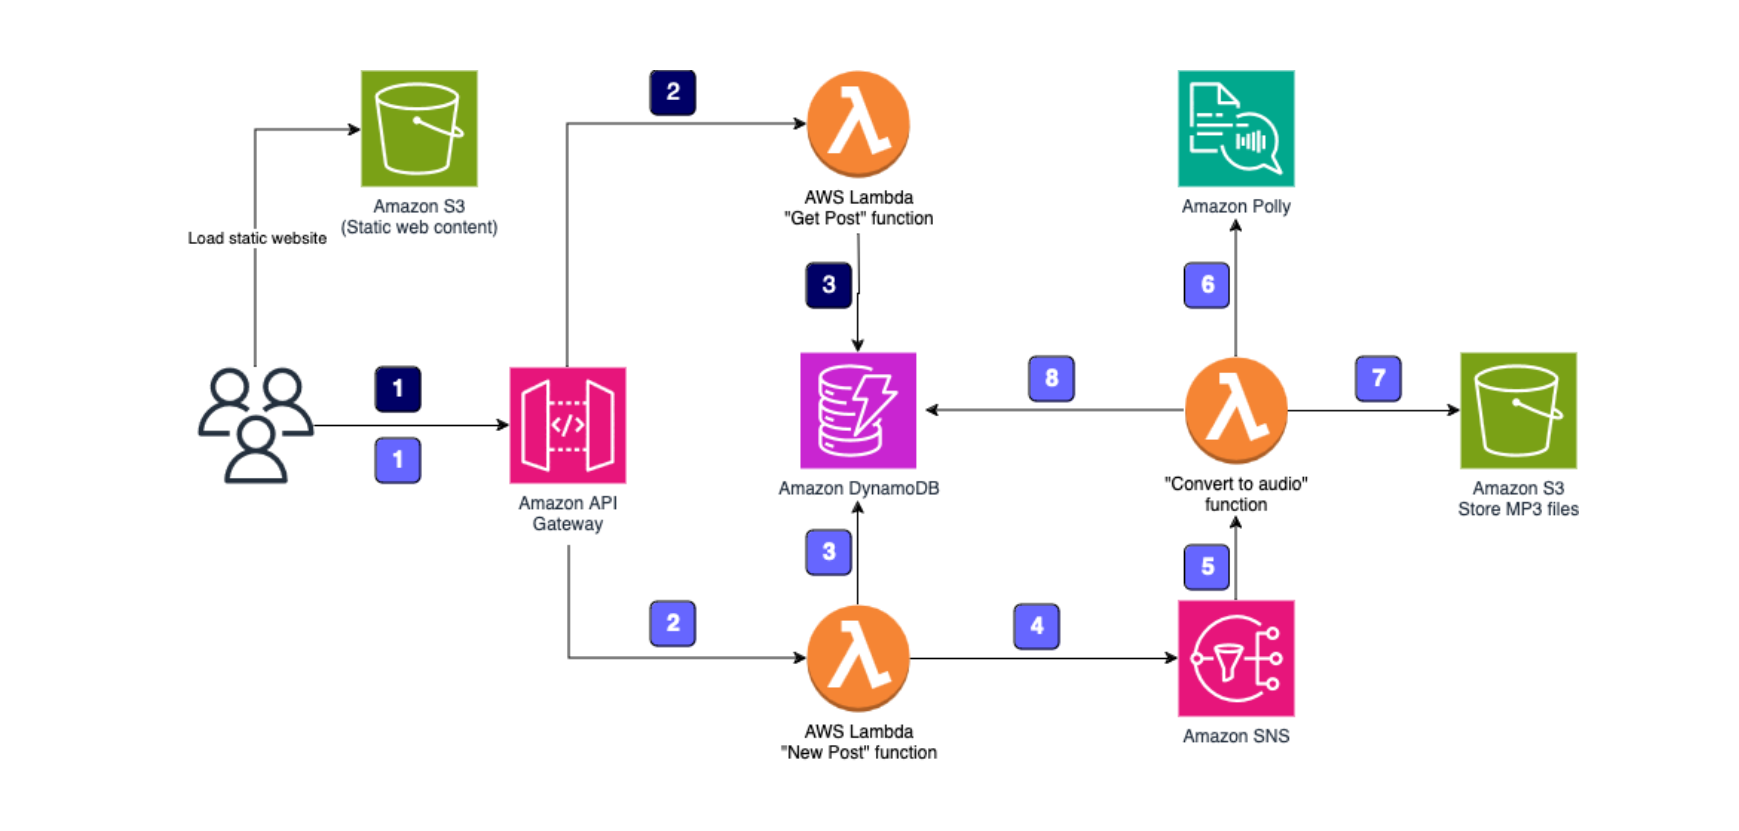 2
AWS Lambda
"Get Post" function
Amazon S3
(Static web content)
Amazon Polly
Load static website
3
6
1
1
Amazon API
Gateway
8
7
Amazon DynamoDB
"Convert to audio"
function
Amazon S3
Store MP3 files
3
5
2
4
AWS Lambda
"New Post" function
Amazon SNS